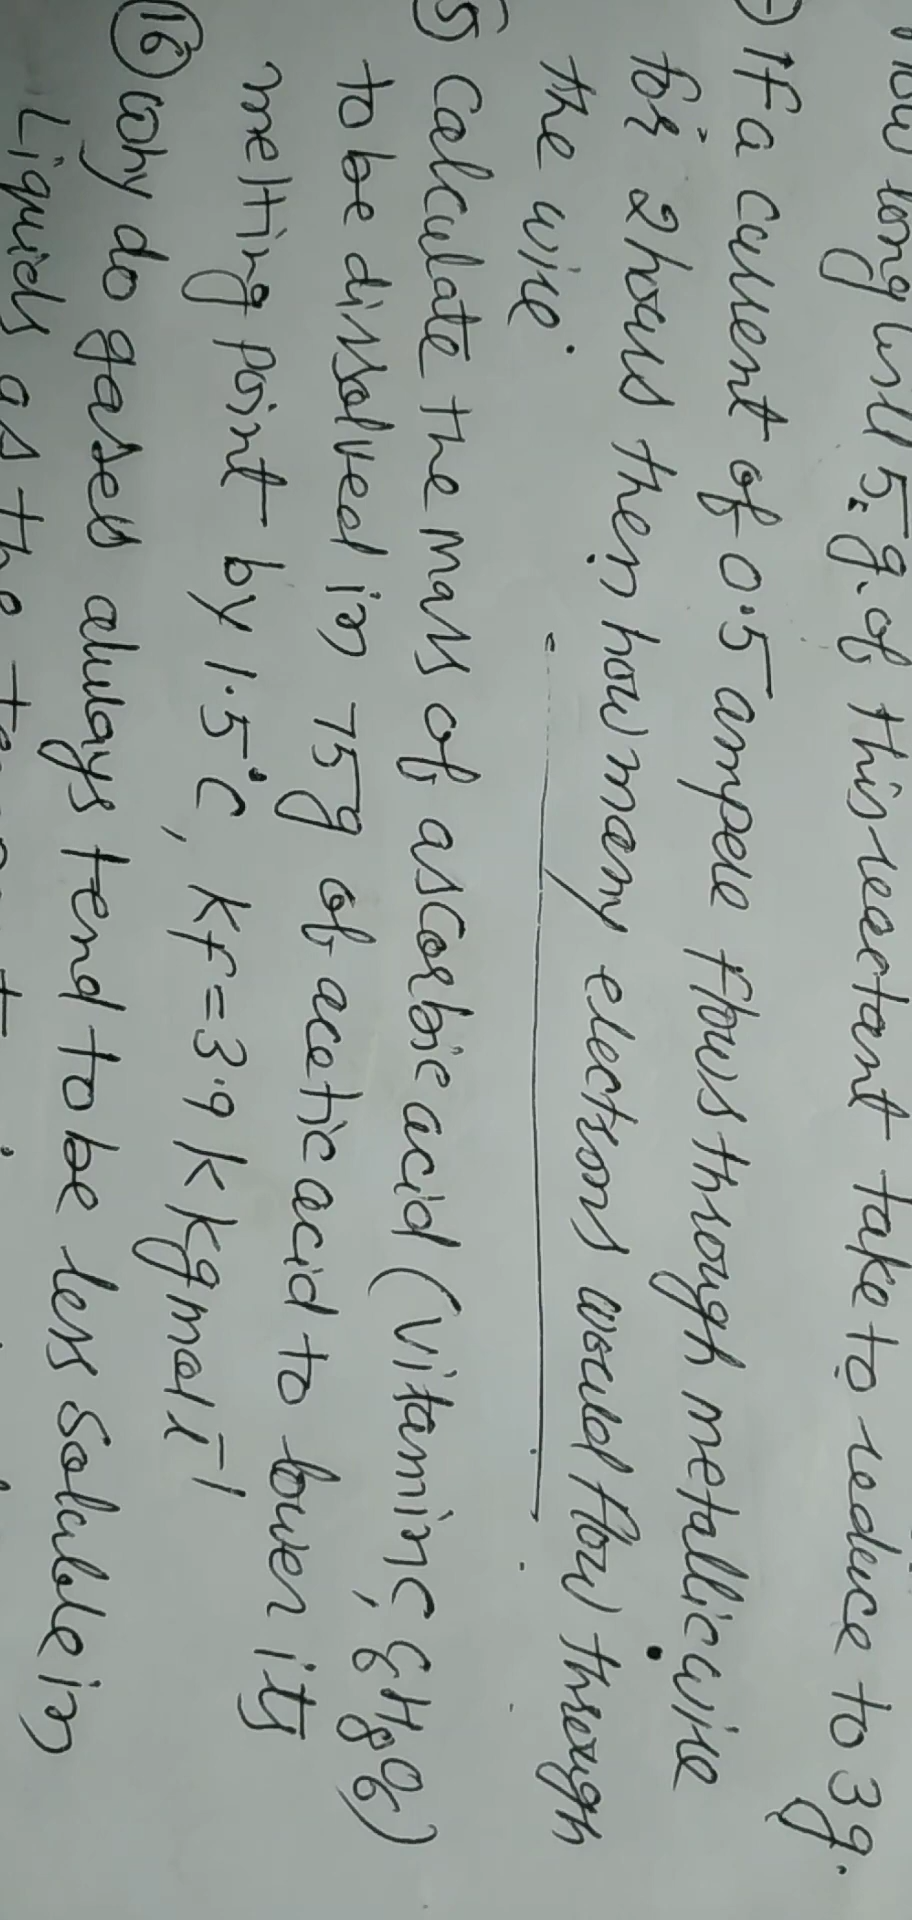 How long will 5.g. of this reactant take to reduce to 3g.
If a current of 0.5 ampere flows through metallic wire
for 2 hours then how many electrons would flow through
the wire.
calculate the mass of ascorbic acid (vitamin C, C6H8O6)
to be dissolved in 75g of acetic acid to lower its
melting point by 1.5°C, Kf = 3.9 K kg mol-1
16 Why do gases always tend to be less soluble in
Liquids as the